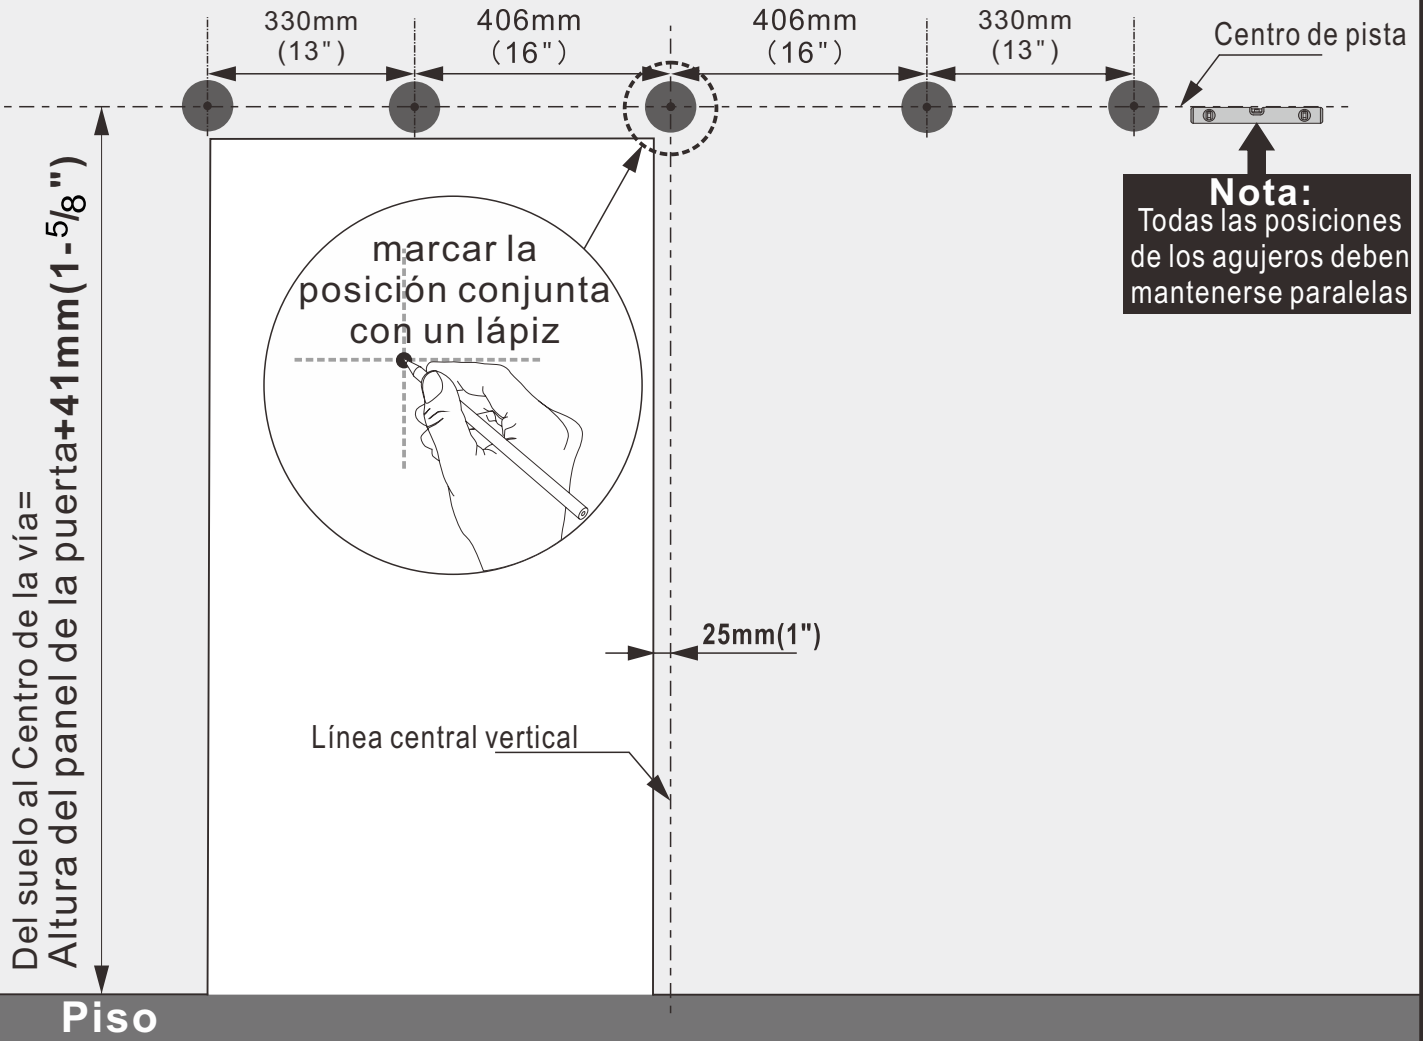 330mm
(13")
406mm
(16")
406mm
(16")
330mm
(13")
Centro de pista
Nota:
Todas las posiciones
de los agujeros deben
mantenerse paralelas
marcar la
posición conjunta
con un lápiz
Del suelo al Centro de la vía=
Altura del panel de la puerta+41mm(1-5/8")
25mm(1")
Línea central vertical
Piso